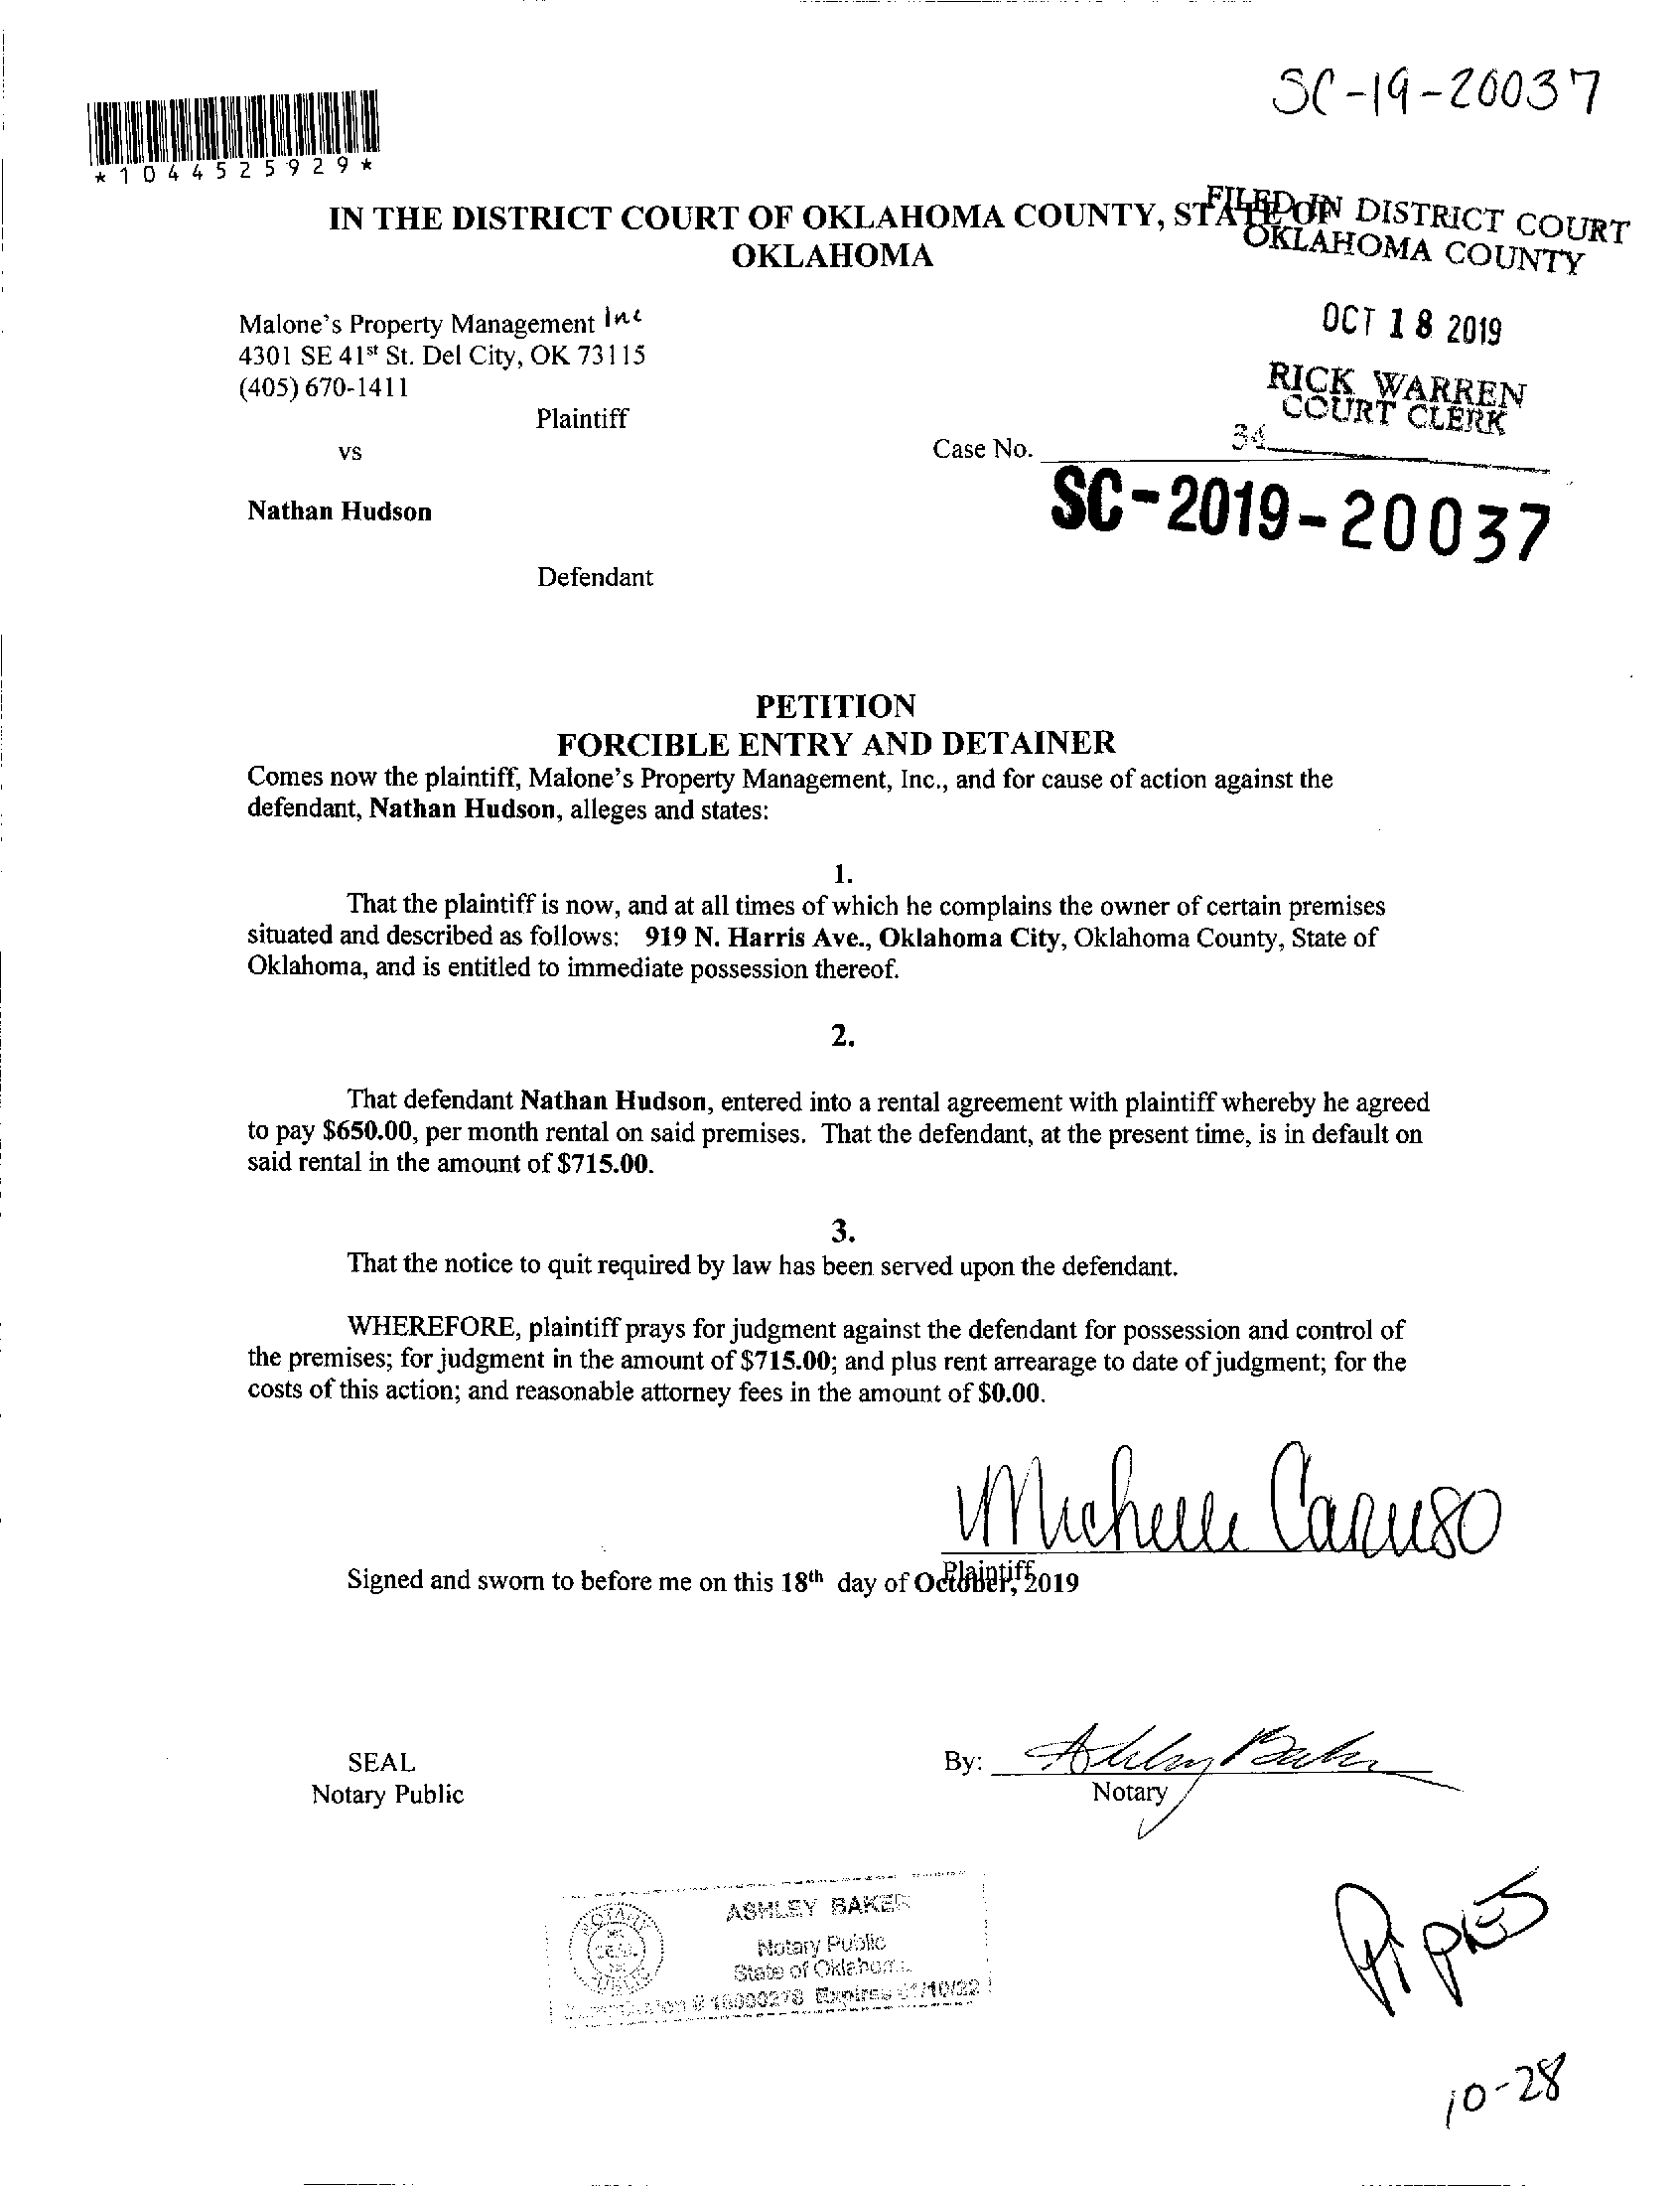 SC-19-20037
*1044525929*
IN THE DISTRICT COURT OF OKLAHOMA COUNTY, STATE OF
OKLAHOMA
FILED IN DISTRICT COURT
OKLAHOMA COUNTY
Malone's Property Management Inc
4301 SE 41st St. Del City, OK 73115
(405) 670-1411
OCT 18 2019
RICK WARREN
COURT CLERK
Plaintiff
vs
Case No.
34
SC-2019-20037
Nathan Hudson
Defendant
PETITION
FORCIBLE ENTRY AND DETAINER
Comes now the plaintiff, Malone's Property Management, Inc., and for cause of action against the
defendant, Nathan Hudson, alleges and states:
1.
That the plaintiff is now, and at all times of which he complains the owner of certain premises
situated and described as follows: 919 N. Harris Ave., Oklahoma City, Oklahoma County, State of
Oklahoma, and is entitled to immediate possession thereof.
2.
That defendant Nathan Hudson, entered into a rental agreement with plaintiff whereby he agreed
to pay $650.00, per month rental on said premises. That the defendant, at the present time, is in default on
said rental in the amount of $715.00.
3.
That the notice to quit required by law has been served upon the defendant.
WHEREFORE, plaintiff prays for judgment against the defendant for possession and control of
the premises; for judgment in the amount of $715.00; and plus rent arrearage to date of judgment; for the
costs of this action; and reasonable attorney fees in the amount of $0.00.
Michelle Caruso
Plaintiff
Signed and sworn to before me on this 18th day of October, 2019
SEAL
Notary Public
By: Ashley Baker
Notary
ASHLEY BAKER
Notary Public
State of Oklahoma
Expires 01/10/22
10-28